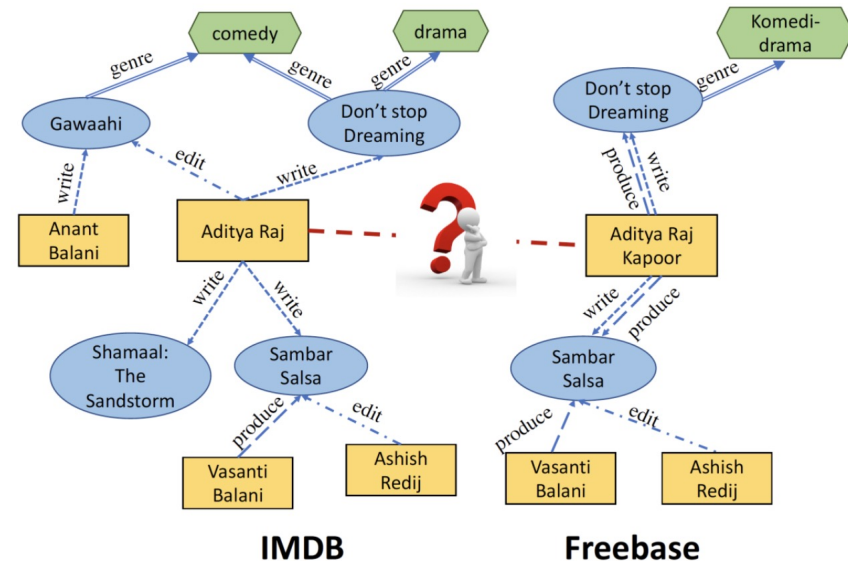 comedy
drama
Komedi-
drama
genre
genre
genre
genre
Gawaahi
Don't stop
Dreaming
Don't stop
Dreaming
write
edit
write
produce
write
Anant
Balani
Aditya Raj
?
Aditya Raj
Kapoor
write
write
write
produce
Shamaal:
The
Sandstorm
Sambar
Salsa
Sambar
Salsa
produce
edit
produce
edit
Vasanti
Balani
Ashish
Redij
Vasanti
Balani
Ashish
Redij
IMDB
Freebase